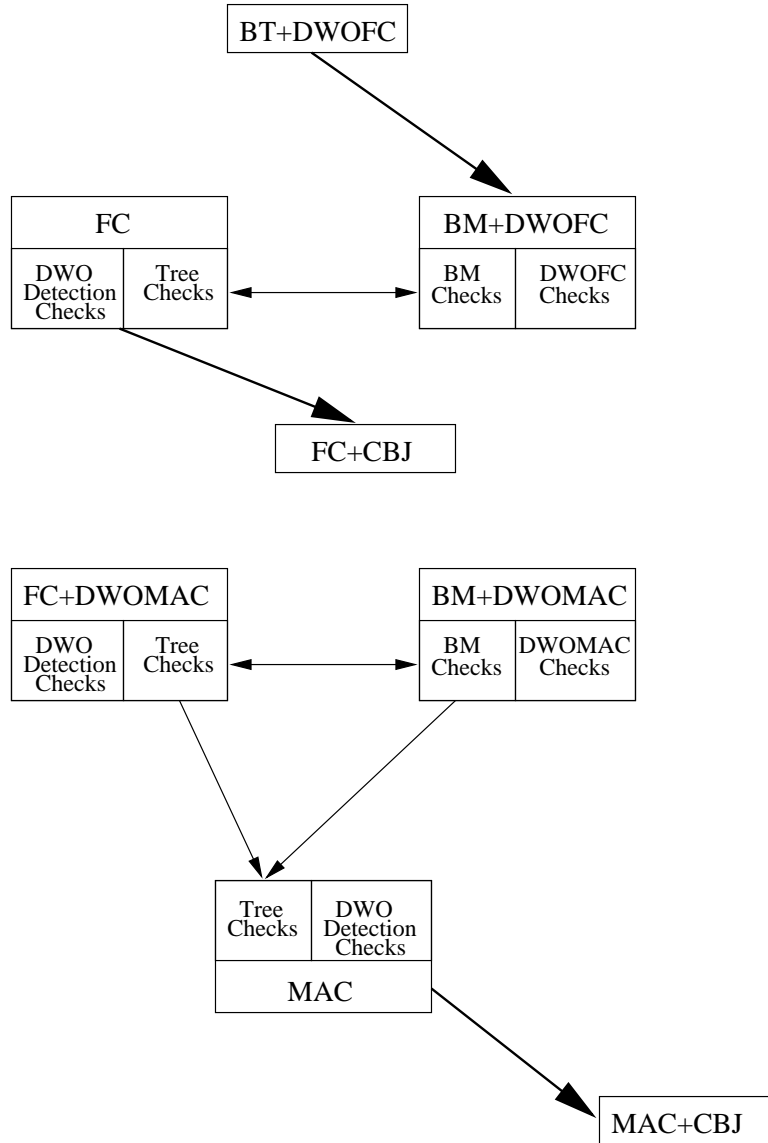 BT+DWOFC
FC
DWO
Detection
Checks
Tree
Checks
BM+DWOFC
BM
Checks
DWOFC
Checks
FC+CBJ
FC+DWOMAC
DWO
Detection
Checks
Tree
Checks
BM+DWOMAC
BM
Checks
DWOMAC
Checks
Tree
Checks
DWO
Detection
Checks
MAC
MAC+CBJ